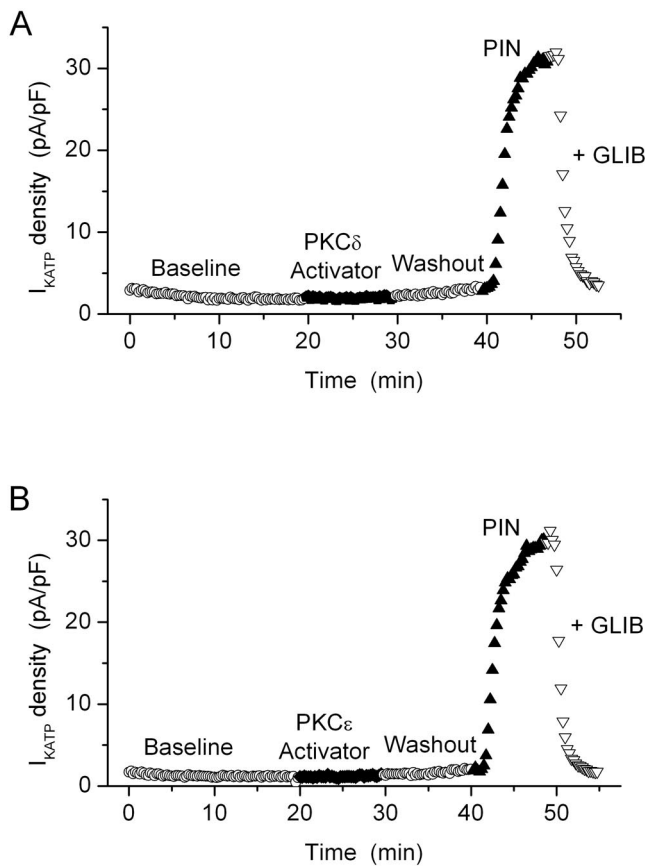 A
I_KATP density (pA/pF)
30
20
10
0
PIN
+ GLIB
PKCδ
Baseline
Activator
Washout
0 10 20 30 40 50
Time (min)
B
I_KATP density (pA/pF)
30
20
10
0
PIN
+ GLIB
PKCε
Baseline
Activator
Washout
0 10 20 30 40 50
Time (min)